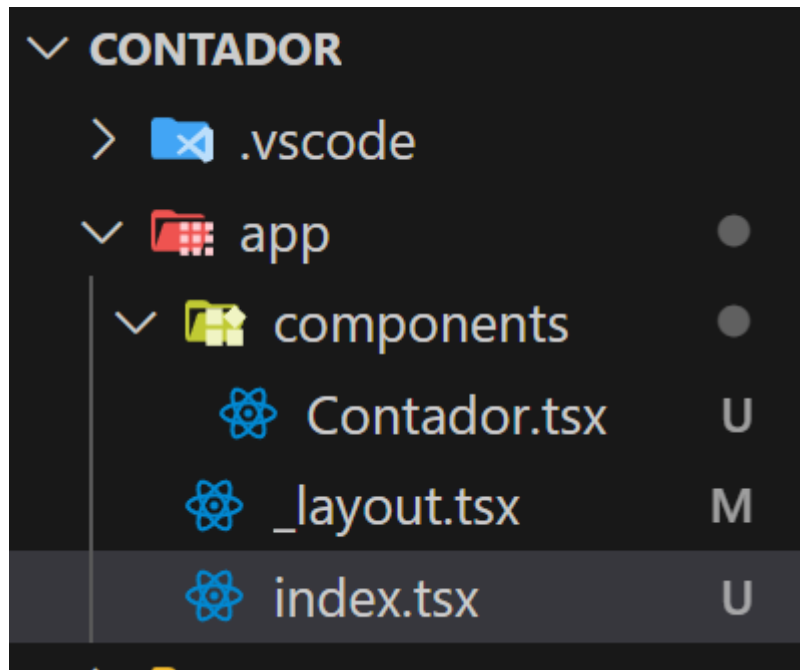 CONTADOR
.vscode
app
components
Contador.tsx U
_layout.tsx M
index.tsx U